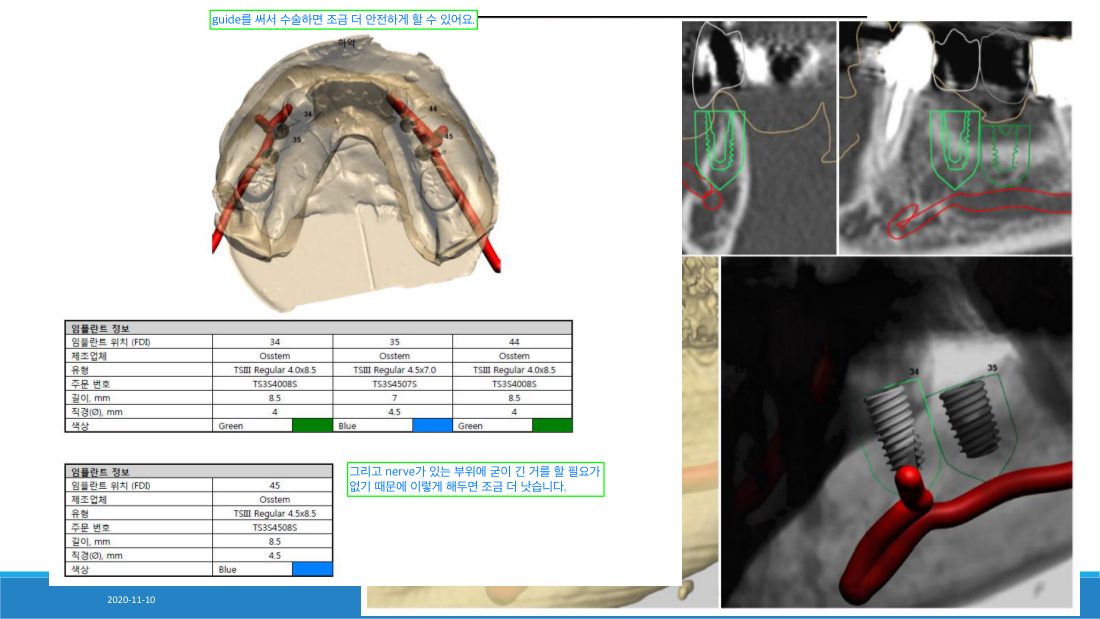 guide를 써서 수술하면 조금 더 안전하게 할 수 있어요.
하악
34
35
44
45
임플란트 정보
임플란트 위치 (FDI) 34 35 44
제조업체 Osstem Osstem Osstem
유형 TSIII Regular 4.0x8.5 TSIII Regular 4.5x7.0 TSIII Regular 4.0x8.5
주문 번호 TS3S4008S TS3S4507S TS3S4008S
길이, mm 8.5 7 8.5
직경(Ø), mm 4 4.5 4
색상 Green Blue Green
임플란트 정보
임플란트 위치 (FDI) 45
제조업체 Osstem
유형 TSIII Regular 4.5x8.5
주문 번호 TS3S4508S
길이, mm 8.5
직경(Ø), mm 4.5
색상 Blue
그리고 nerve가 있는 부위에 굳이 긴 거를 할 필요가
없기 때문에 이렇게 해두면 조금 더 낫습니다.
34
35
2020-11-10